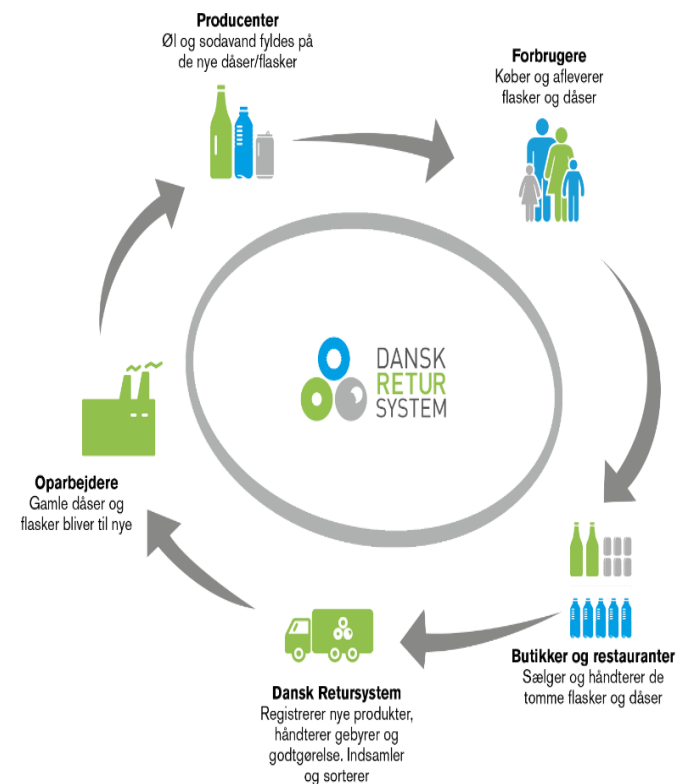 Producenter
Øl og sodavand fyldes på
de nye dåser/flasker
Forbrugere
Køber og afleverer
flasker og dåser
DANSK
RETUR
SYSTEM
Oparbejdere
Gamle dåser og
flasker bliver til nye
Butikker og restauranter
Sælger og håndterer de
tomme flasker og dåser
Dansk Retursystem
Registrerer nye produkter,
håndterer gebyrer og
godtgørelse. Indsamler
og sorterer